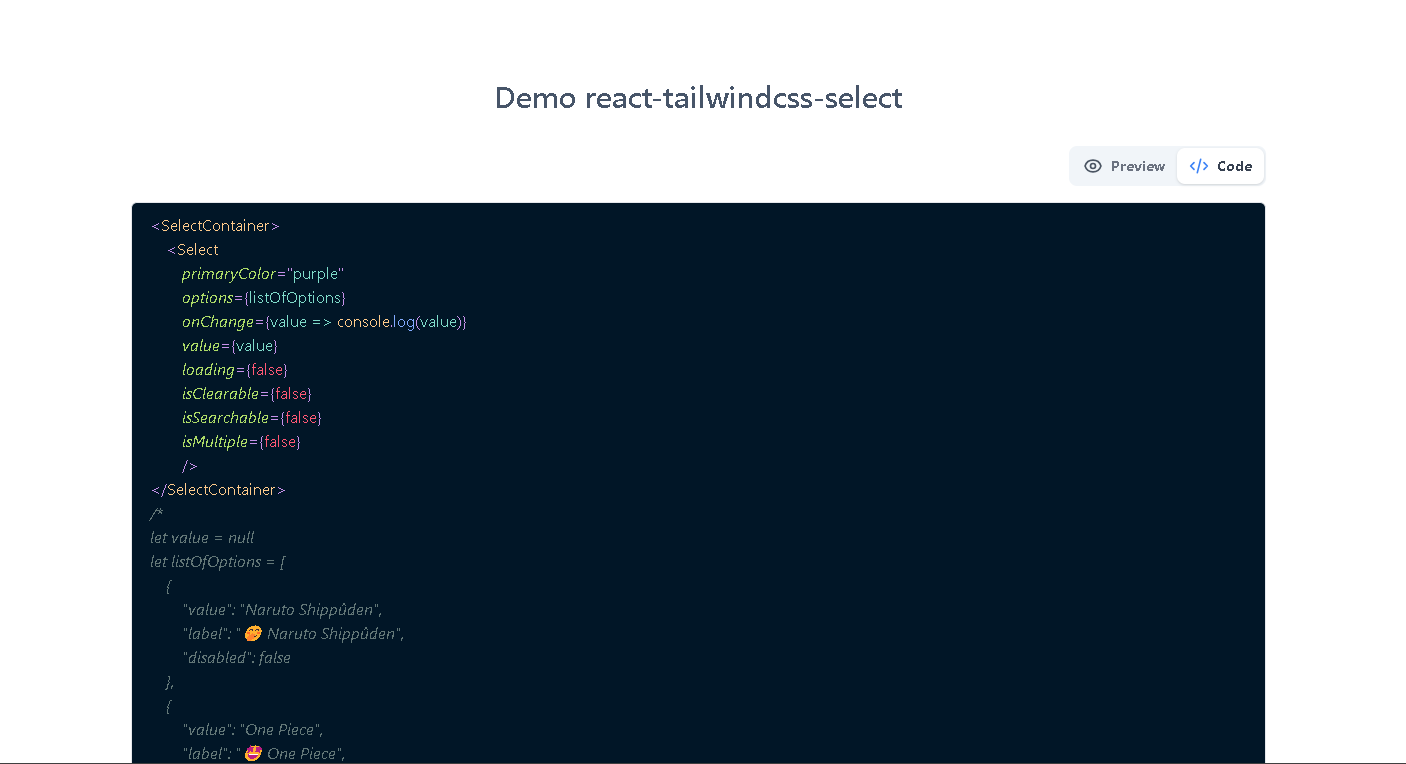 Demo react-tailwindcss-select
Preview
Code
<SelectContainer>
<Select
primaryColor="purple"
options={listOfOptions}
onChange={value => console.log(value)}
value={value}
loading={false}
isClearable={false}
isSearchable={false}
isMultiple={false}
/>
</SelectContainer>
/*
let value = null
let listOfOptions = [
{
"value": "Naruto Shippûden",
"label": "🤭 Naruto Shippûden",
"disabled": false
},
{
"value": "One Piece",
"label": "🤩 One Piece",